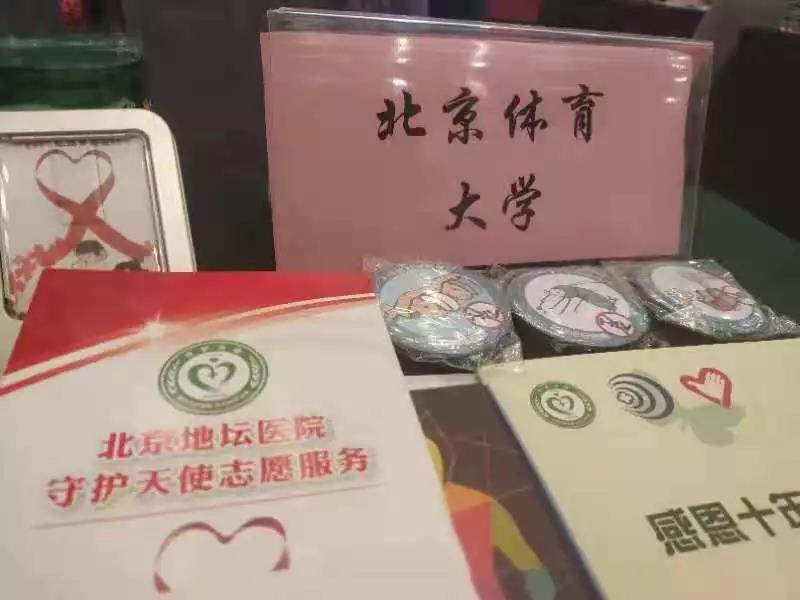 北京体育
大学
北京地坛医院
守护天使志愿服务
感恩十年